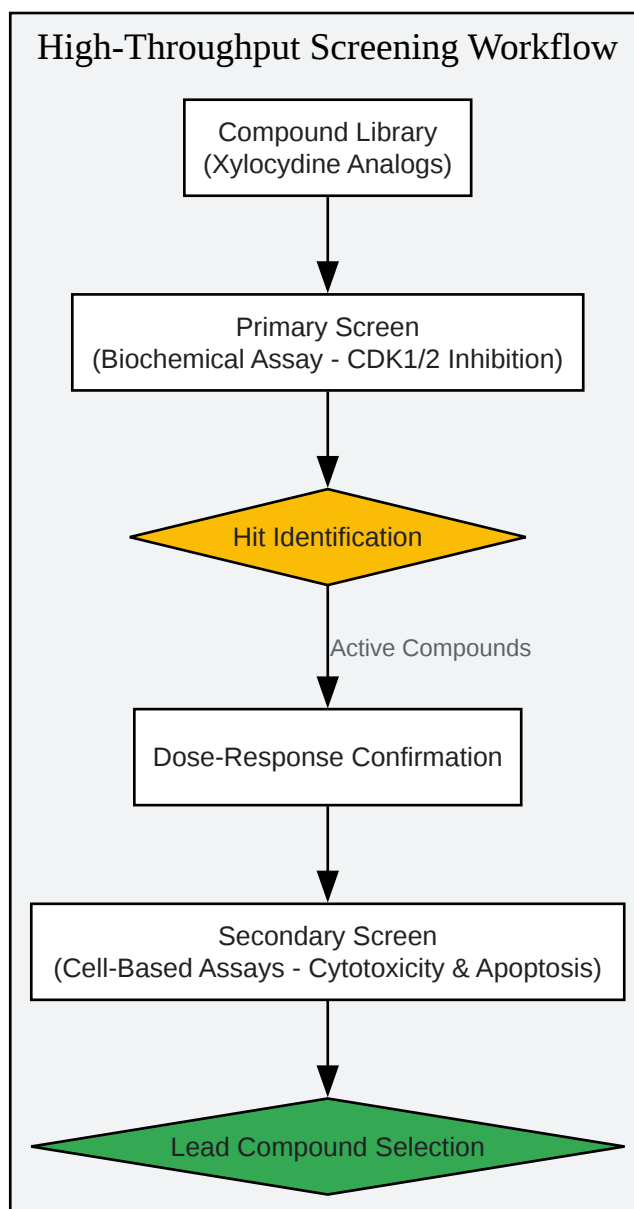 High-Throughput Screening Workflow
Compound Library
(Xylocydine Analogs)
Primary Screen
(Biochemical Assay - CDK1/2 Inhibition)
Hit Identification
Active Compounds
Dose-Response Confirmation
Secondary Screen
(Cell-Based Assays - Cytotoxicity & Apoptosis)
Lead Compound Selection